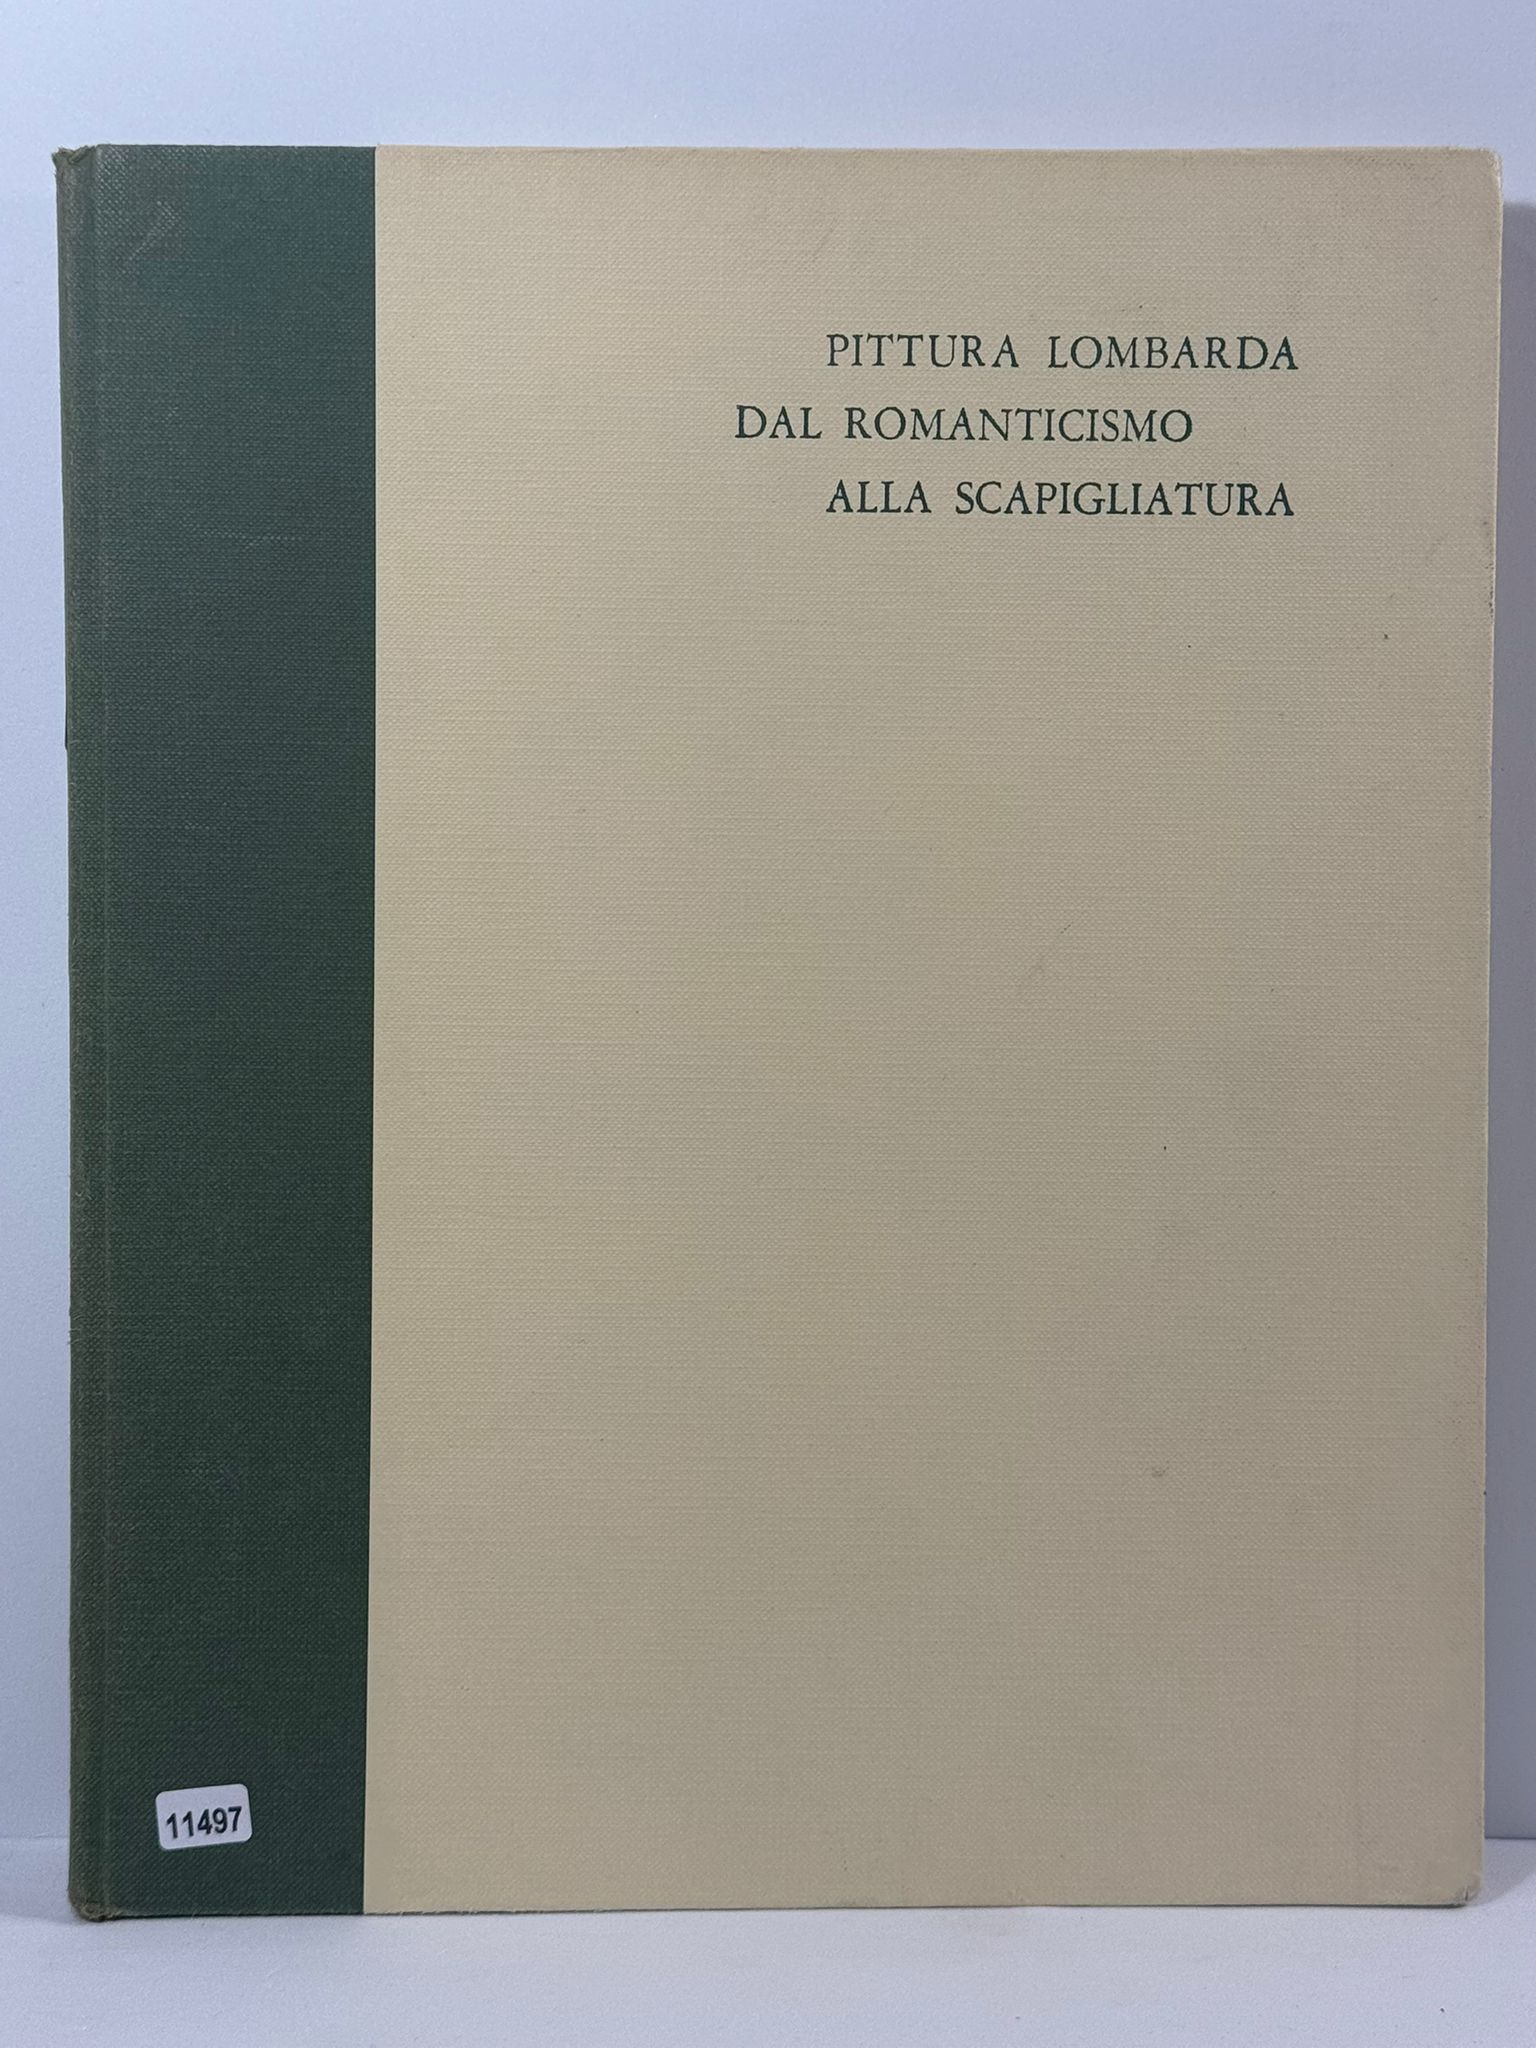 PITTURA LOMBARDA
DAL ROMANTICISMO
ALLA SCAPIGLIATURA
11497